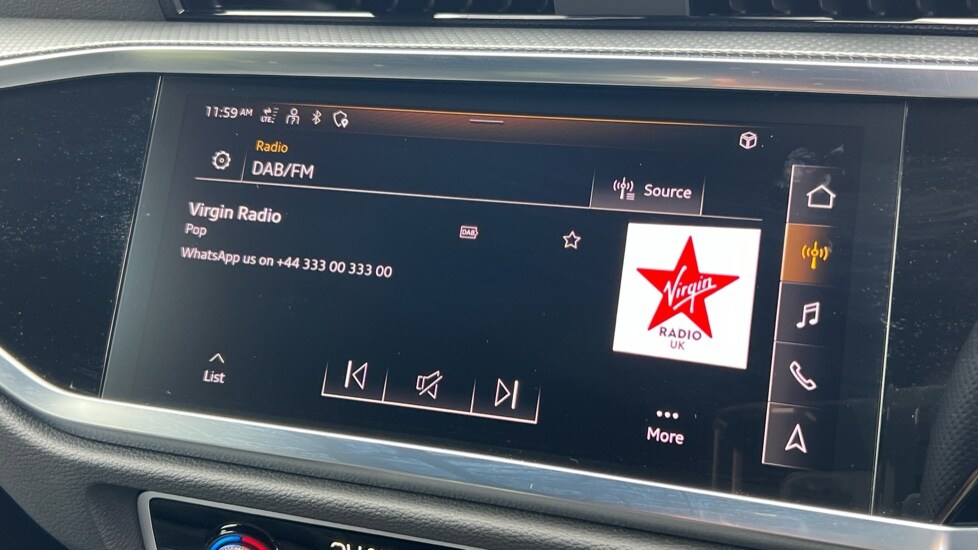 11:59 AM LTE
Radio
DAB/FM
Source
Virgin Radio
Pop
DAB
WhatsApp us on +44 333 00 333 00
Virgin
RADIO
UK
List
More